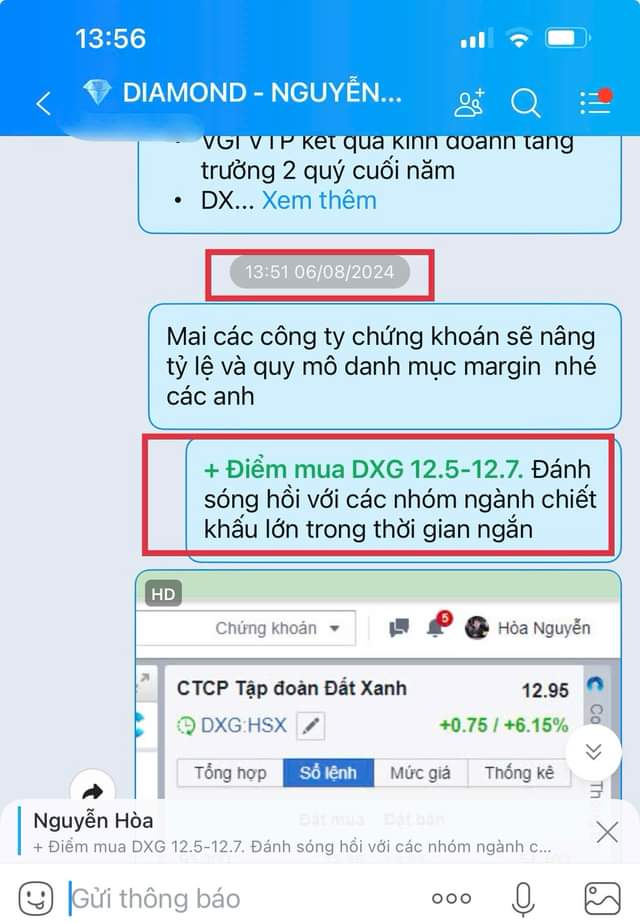 13:56
DIAMOND - NGUYỄN...
VGI VTP kết quả kinh doanh tăng
trưởng 2 quý cuối năm
• DX... Xem thêm
13:51 06/08/2024
Mai các công ty chứng khoán sẽ nâng
tỷ lệ và quy mô danh mục margin nhé
các anh
+ Điểm mua DXG 12.5-12.7. Đánh
sóng hồi với các nhóm ngành chiết
khấu lớn trong thời gian ngắn
HD
Chứng khoán
5
Hòa Nguyễn
CTCP Tập đoàn Đất Xanh 12.95
DXG:HSX +0.75 / +6.15%
Tổng hợp Sổ lệnh Mức giá Thống kê
Đặt mua Đặt bán
Nguyễn Hòa
+ Điểm mua DXG 12.5-12.7. Đánh sóng hồi với các nhóm ngành c...
Gửi thông báo